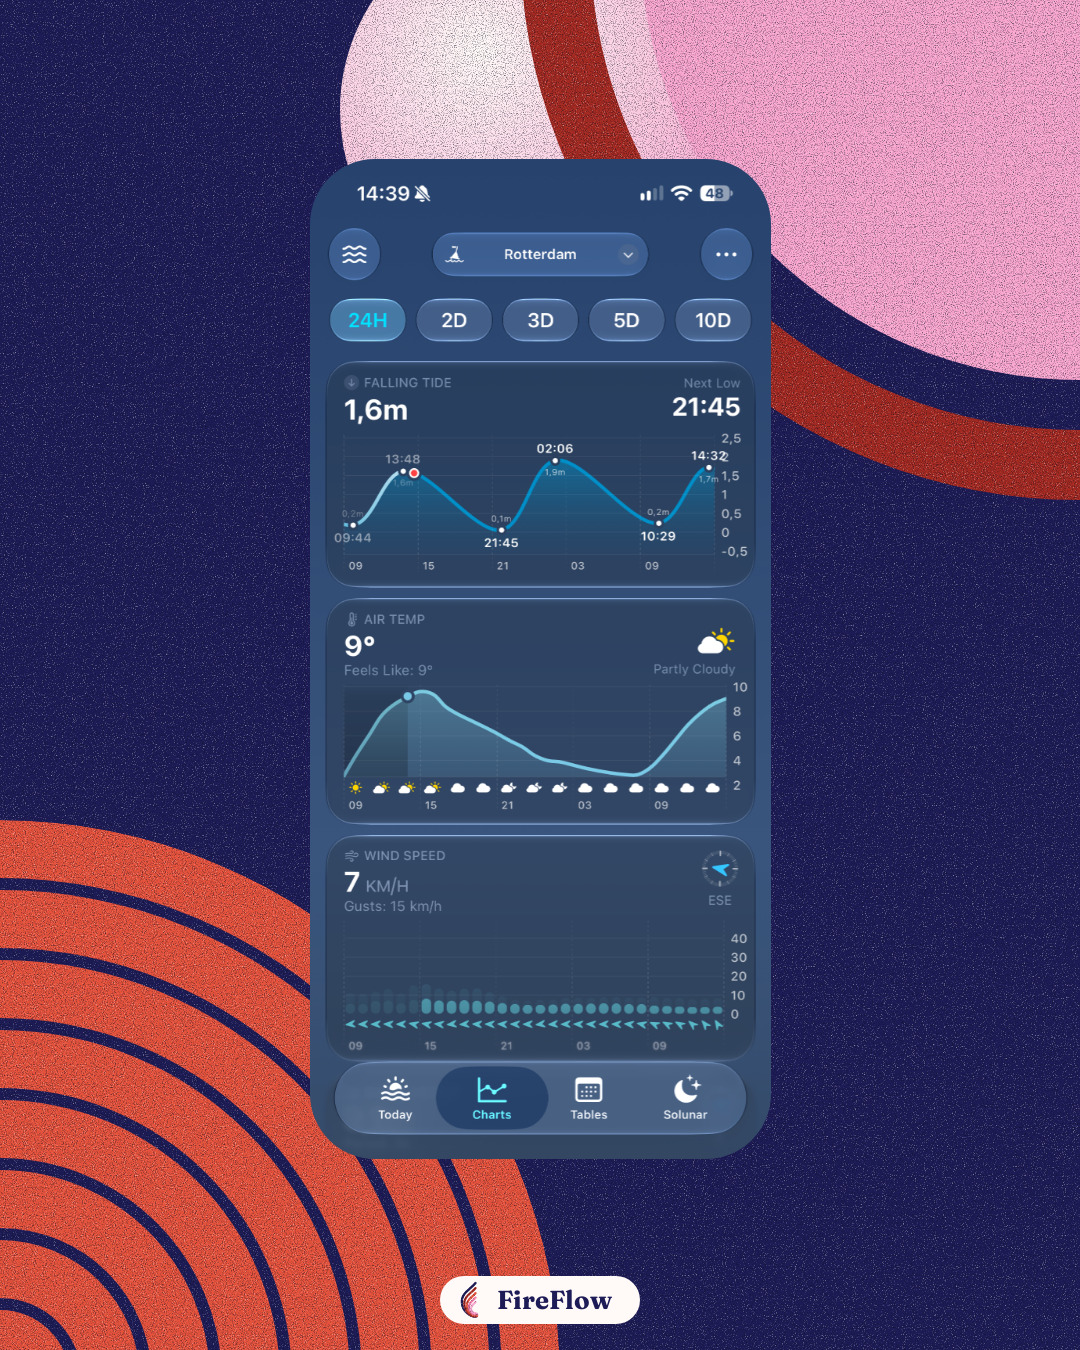 14:39
48
Rotterdam
24H 2D 3D 5D 10D
FALLING TIDE
Next Low
1,6m
21:45
2,5
2
1,5
1
0,5
0
-0,5
13:48
1,6m
02:06
1,9m
14:32
1,7m
0,2m
09:44
0,1m
21:45
0,2m
10:29
09 15 21 03 09
AIR TEMP
9°
Feels Like: 9°
Partly Cloudy
10
8
6
4
2
09 15 21 03 09
WIND SPEED
7 KM/H
Gusts: 15 km/h
ESE
40
30
20
10
0
09 15 21 03 09
Today Charts Tables Solunar
FireFlow